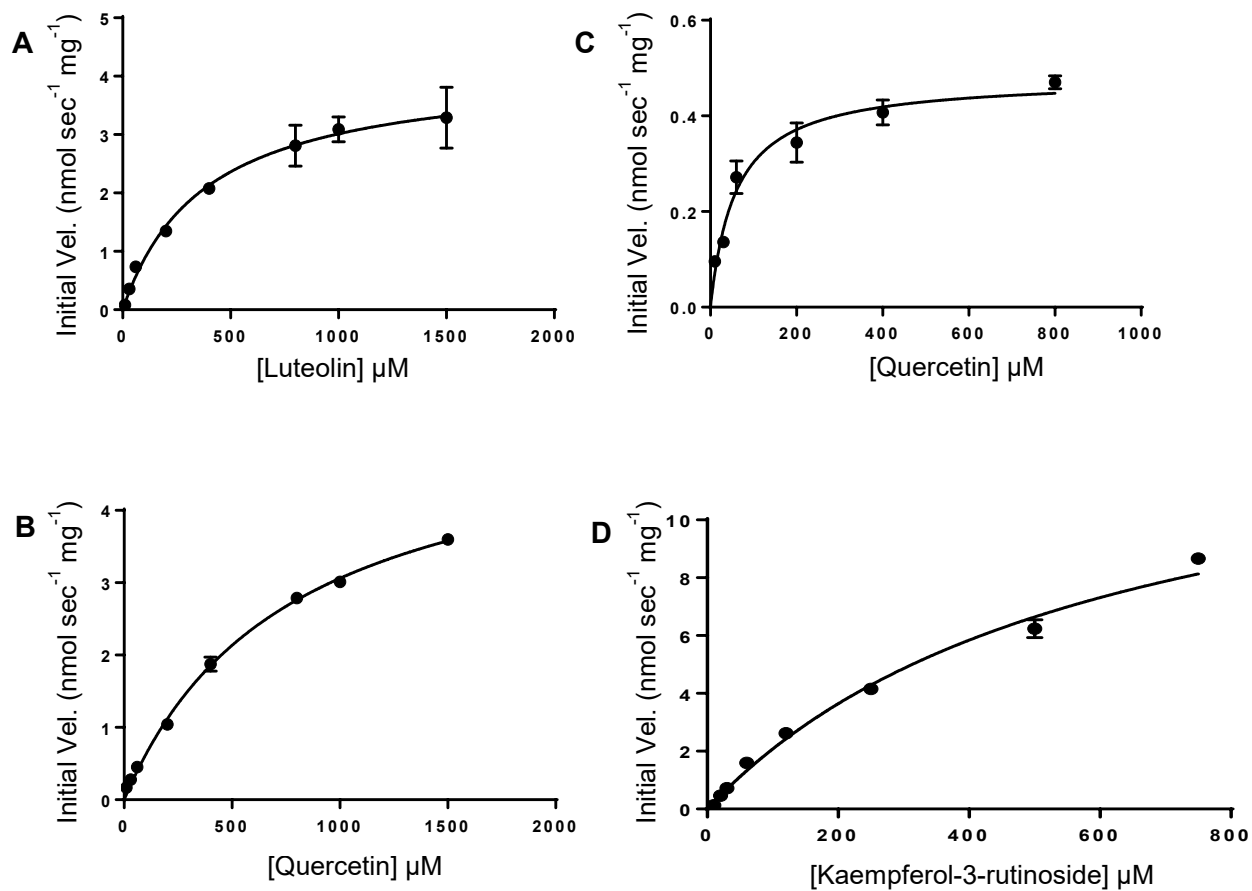 A
Initial Vel. (nmol sec⁻¹ mg⁻¹)
5
4
3
2
1
0
0 500 1000 1500 2000
[Luteolin] µM
C
Initial Vel. (nmol sec⁻¹ mg⁻¹)
0.6
0.4
0.2
0.0
0 200 400 600 800 1000
[Quercetin] µM
B
Initial Vel. (nmol sec⁻¹ mg⁻¹)
4
3
2
1
0
0 500 1000 1500 2000
[Quercetin] µM
D
Initial Vel. (nmol sec⁻¹ mg⁻¹)
10
8
6
4
2
0
0 200 400 600 800
[Kaempferol-3-rutinoside] µM